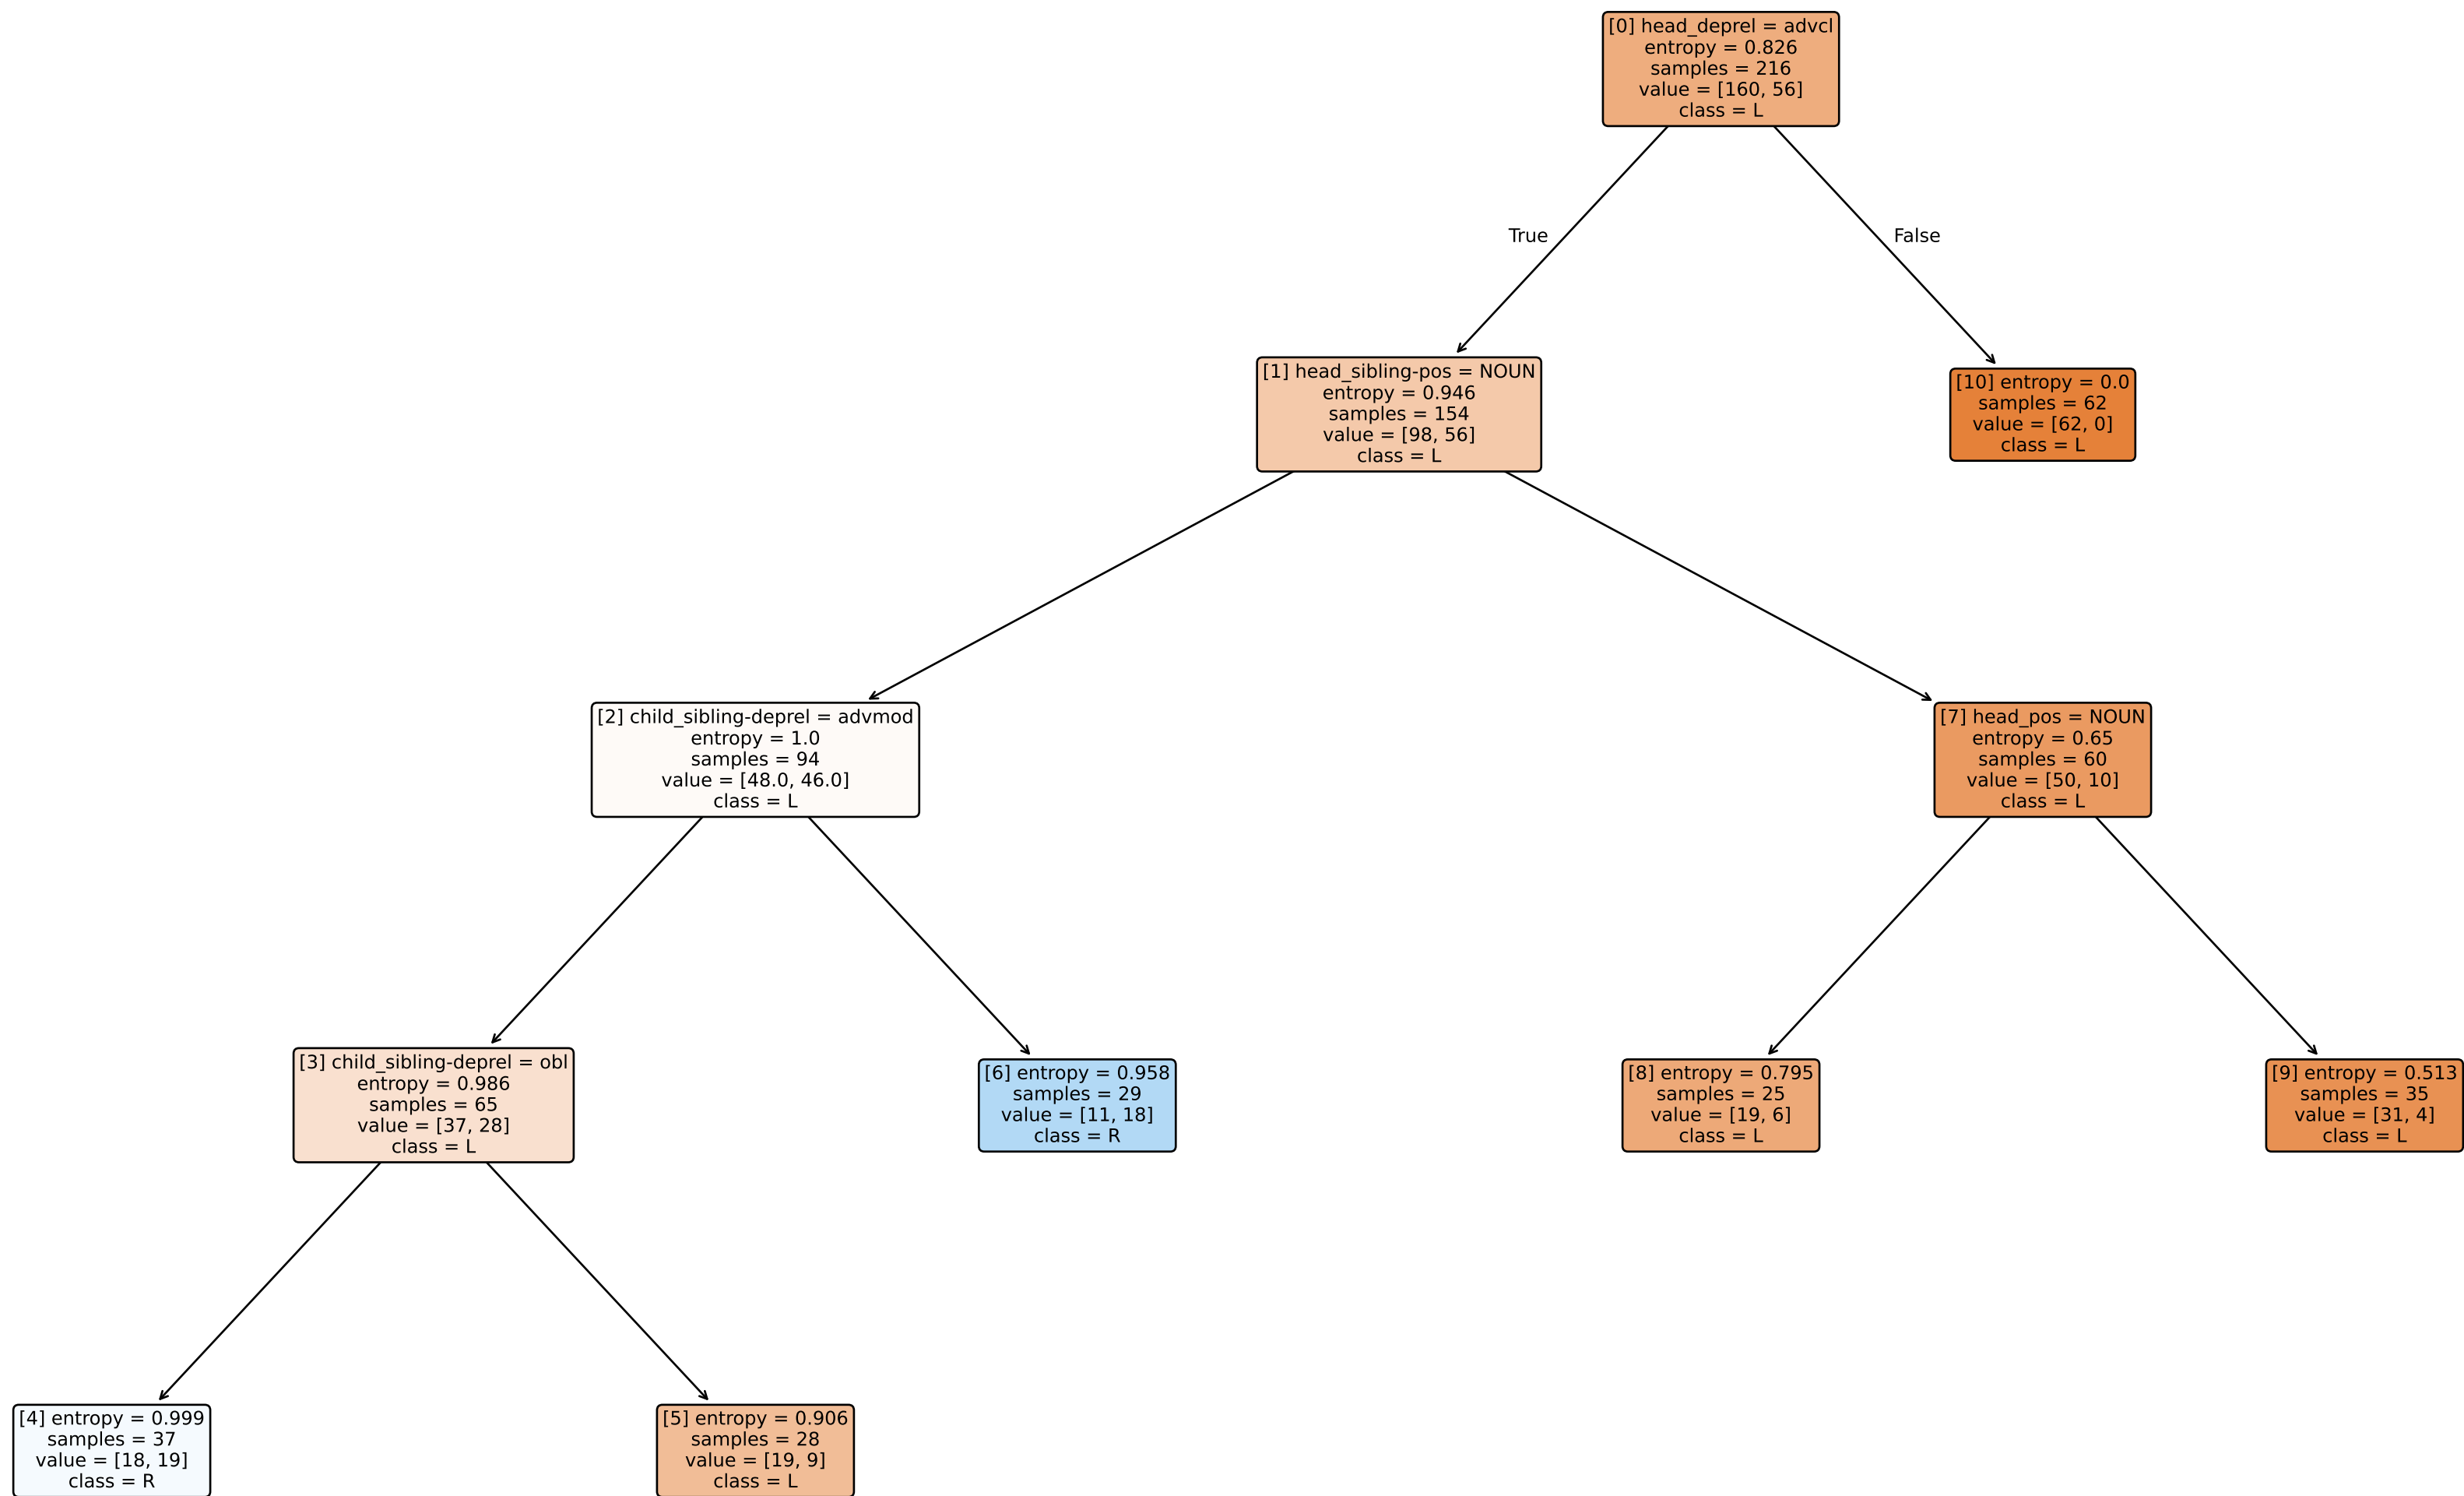 [0] head_deprel = advcl
entropy = 0.826
samples = 216
value = [160, 56]
class = L
True
False
[1] head_sibling-pos = NOUN
entropy = 0.946
samples = 154
value = [98, 56]
class = L
[10] entropy = 0.0
samples = 62
value = [62, 0]
class = L
[2] child_sibling-deprel = advmod
entropy = 1.0
samples = 94
value = [48.0, 46.0]
class = L
[7] head_pos = NOUN
entropy = 0.65
samples = 60
value = [50, 10]
class = L
[3] child_sibling-deprel = obl
entropy = 0.986
samples = 65
value = [37, 28]
class = L
[6] entropy = 0.958
samples = 29
value = [11, 18]
class = R
[8] entropy = 0.795
samples = 25
value = [19, 6]
class = L
[9] entropy = 0.513
samples = 35
value = [31, 4]
class = L
[4] entropy = 0.999
samples = 37
value = [18, 19]
class = R
[5] entropy = 0.906
samples = 28
value = [19, 9]
class = L